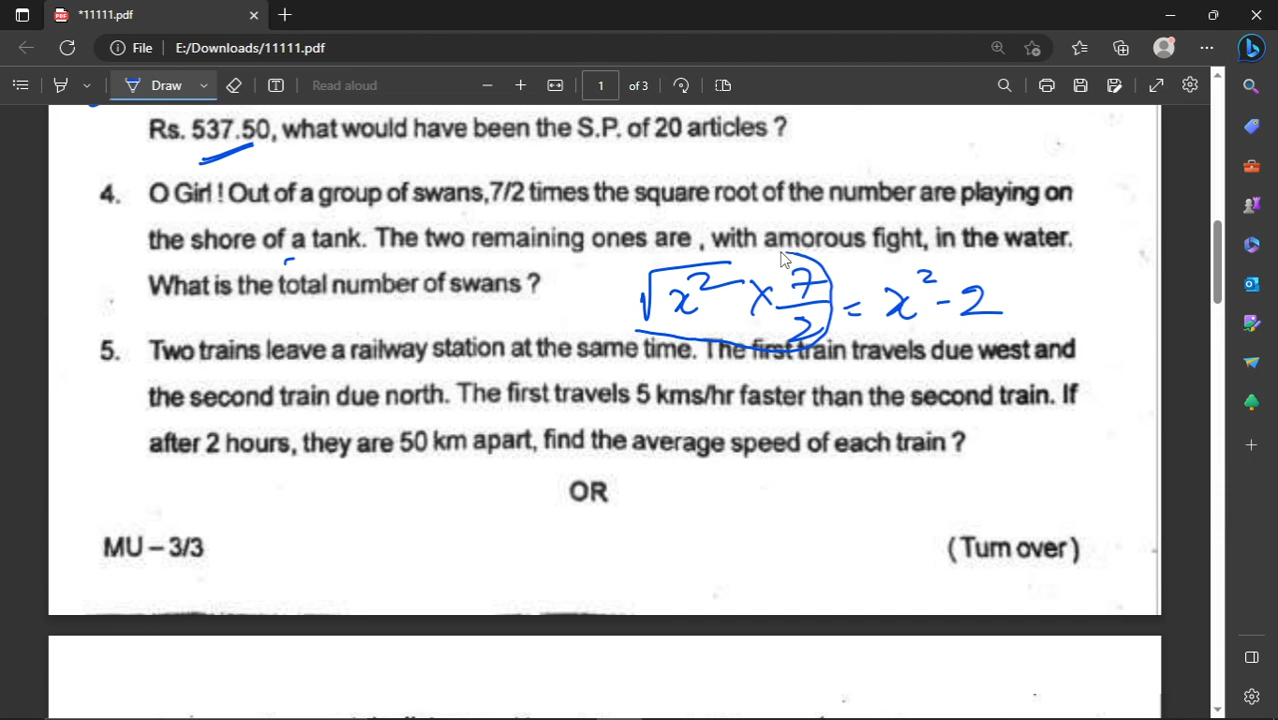 *11111.pdf
File E:/Downloads/11111.pdf
Draw Read aloud 1 of 3
Rs. 537.50, what would have been the S.P. of 20 articles ?
4. O Girl ! Out of a group of swans,7/2 times the square root of the number are playing on
the shore of a tank. The two remaining ones are , with amorous fight, in the water.
What is the total number of swans ?
√x² × 7/2 = x² - 2
5. Two trains leave a railway station at the same time. The first train travels due west and
the second train due north. The first travels 5 kms/hr faster than the second train. If
after 2 hours, they are 50 km apart, find the average speed of each train ?
OR
MU – 3/3 (Turn over)